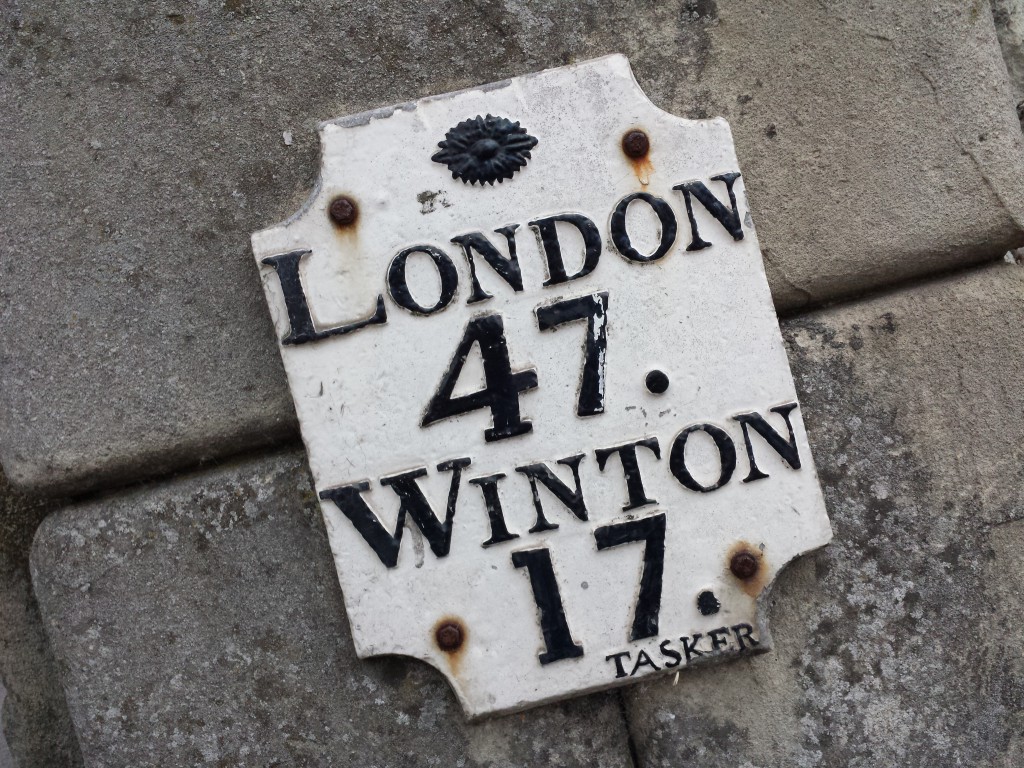 LONDON
47.
WINTON
17.
TASKER